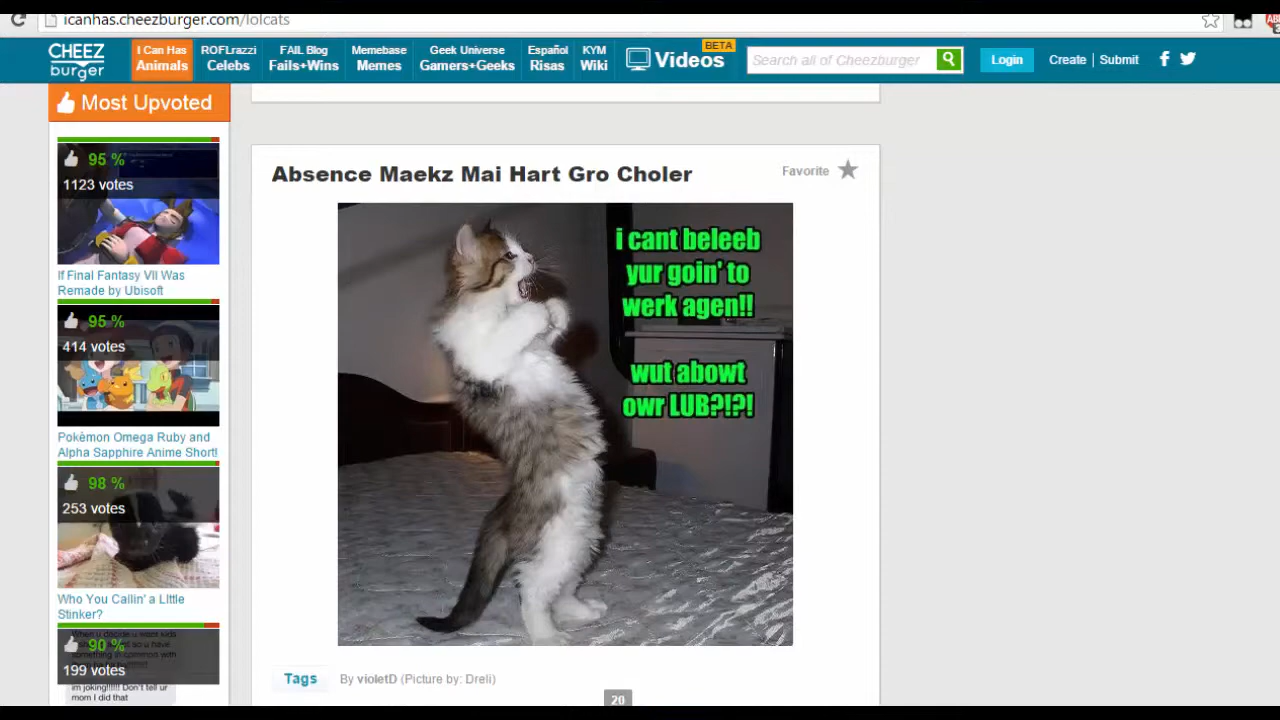 icanhas.cheezburger.com/lolcats
CHEEZ
burger
I Can Has
Animals
ROFLrazzi
Celebs
FAIL Blog
Fails+Wins
Memebase
Memes
Geek Universe
Gamers+Geeks
Español
Risas
KYM
Wiki
Videos
BETA
Search all of Cheezburger
Login
Create
Submit
Most Upvoted
95 %
1123 votes
If Final Fantasy VII Was
Remade by Ubisoft
95 %
414 votes
Pokèmon Omega Ruby and
Alpha Sapphire Anime Short!
98 %
253 votes
Who You Callin' a LIttle
Stinker?
90 %
199 votes
im joking!!!!!! Don't tell ur
mom I did that
Absence Maekz Mai Hart Gro Choler
Favorite
i cant beleeb
yur goin' to
werk agen!!
wut abowt
owr LUB?!?!
Tags
By violetD (Picture by: Dreli)
20